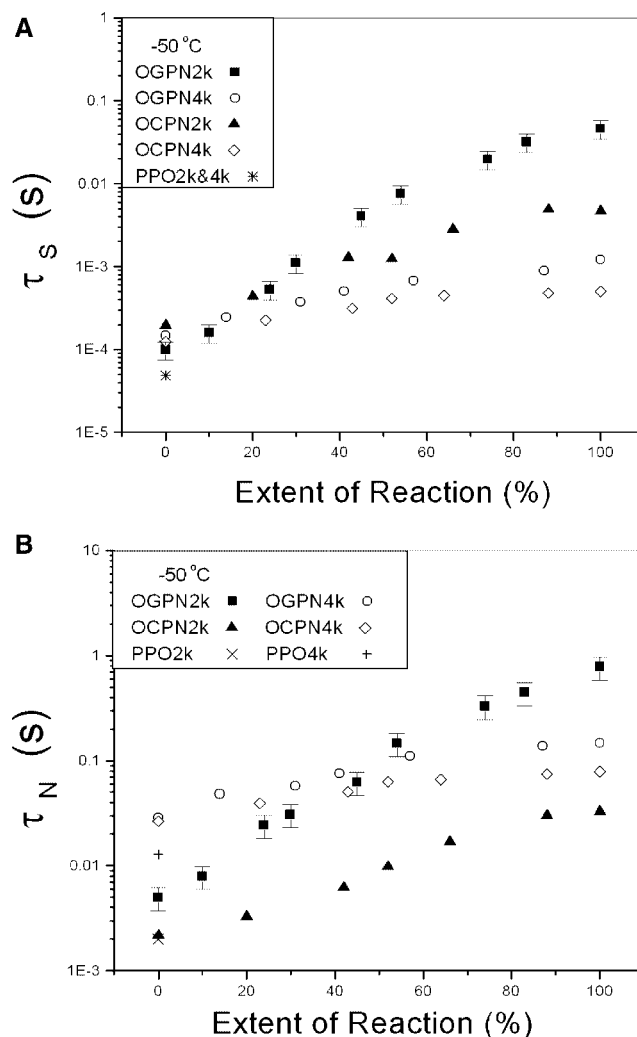 A
1
0.1
0.01
1E-3
1E-4
1E-5
τ S (s)
-50 °C
OGPN2k
OGPN4k
OCPN2k
OCPN4k
PPO2k&4k
0 20 40 60 80 100
Extent of Reaction (%)
B
10
1
0.1
0.01
1E-3
τ N (s)
-50 °C
OGPN2k OGPN4k
OCPN2k OCPN4k
PPO2k PPO4k
0 20 40 60 80 100
Extent of Reaction (%)